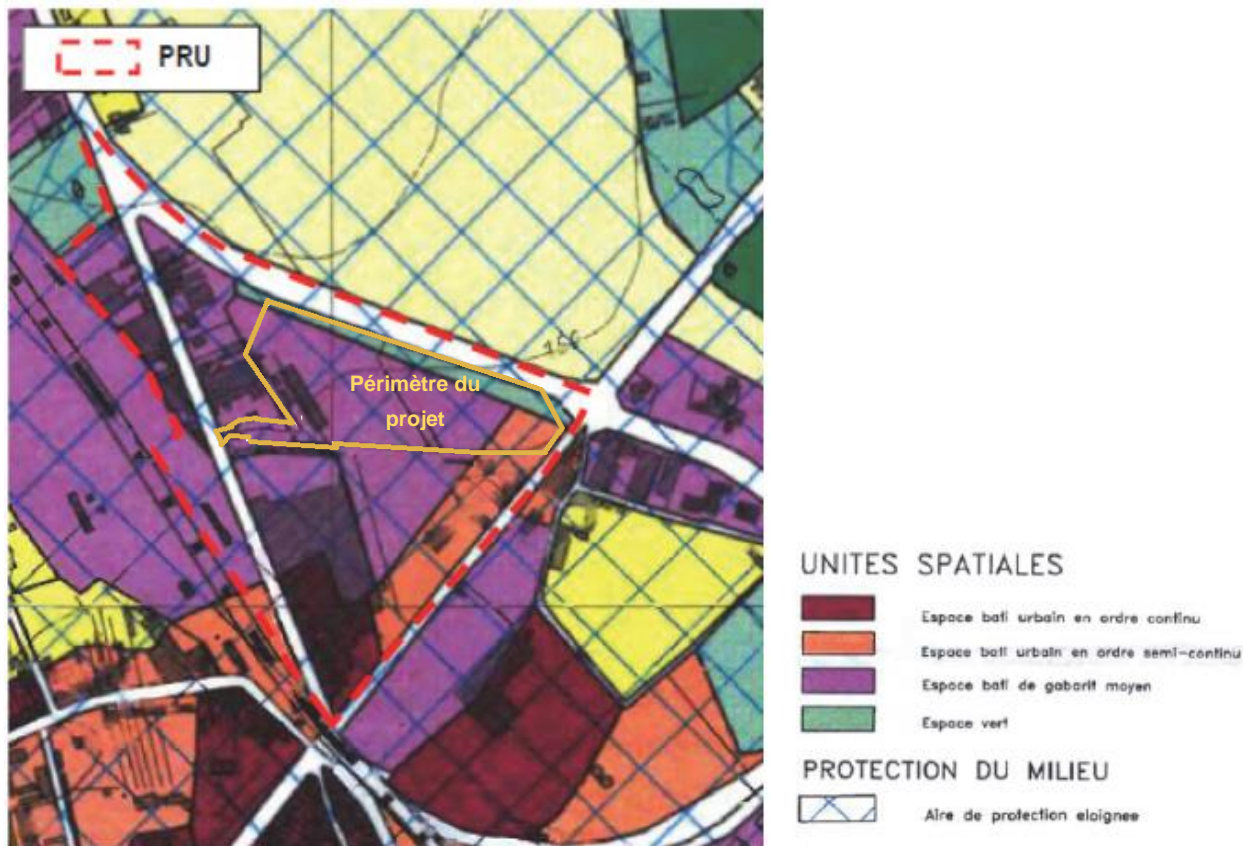 PRU
156
Périmètre du
projet
UNITES SPATIALES
Espace bati urbain en ordre continu
Espace bati urbain en ordre semi-continu
Espace bati de gabarit moyen
Espace vert
PROTECTION DU MILIEU
Aire de protection eloignee